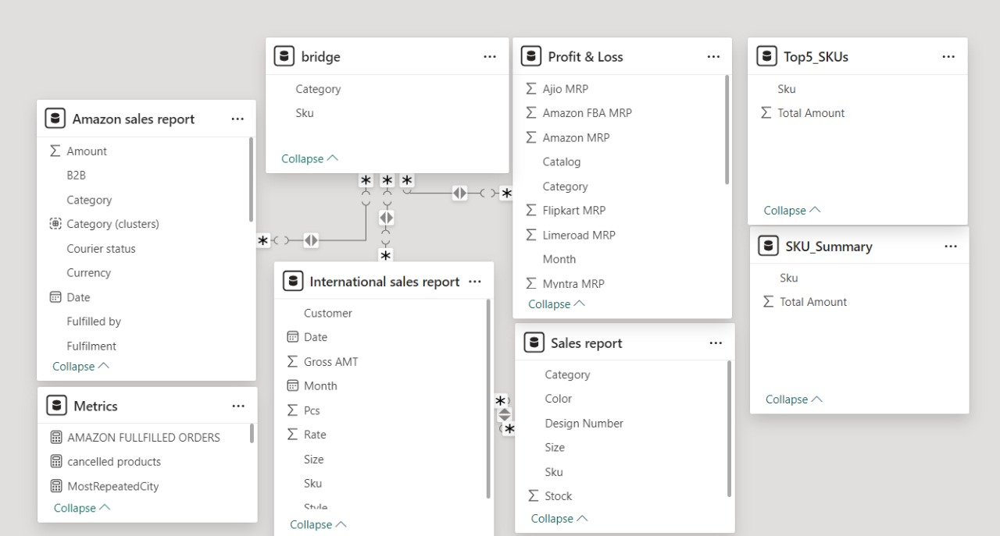 bridge
Category
Sku
Collapse
Profit & Loss
Ajio MRP
Amazon FBA MRP
Amazon MRP
Catalog
Category
Flipkart MRP
Limeroad MRP
Month
Myntra MRP
Collapse
Top5_SKUs
Sku
Total Amount
Collapse
Amazon sales report
Amount
B2B
Category
Category (clusters)
Courier status
Currency
Date
Fulfilled by
Fulfilment
Collapse
SKU_Summary
Sku
Total Amount
Collapse
International sales report
Customer
Date
Gross AMT
Month
Pcs
Rate
Size
Sku
Style
Collapse
Sales report
Category
Color
Design Number
Size
Sku
Stock
Collapse
Metrics
AMAZON FULLFILLED ORDERS
cancelled products
MostRepeatedCity
Collapse